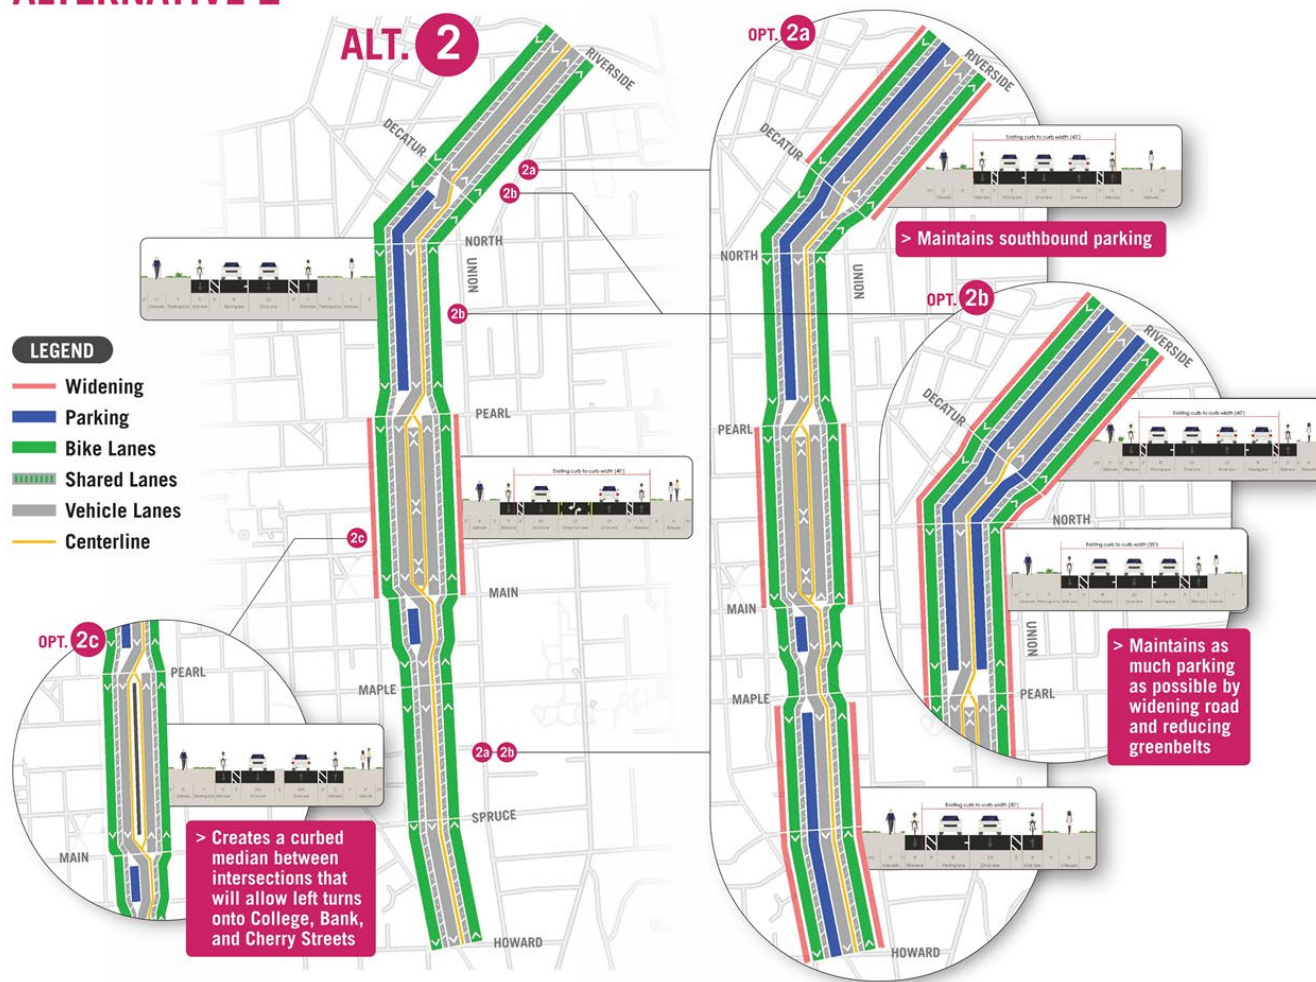 ALTERNATIVE 2
ALT. 2
RIVERSIDE
DECATUR
2a
2b
NORTH
UNION
2b
PEARL
Existing curb to curb width (40')
2c
MAIN
MAPLE
2a 2b
SPRUCE
HOWARD
LEGEND
Widening
Parking
Bike Lanes
Shared Lanes
Vehicle Lanes
Centerline
OPT. 2c
PEARL
MAIN
> Creates a curbed
median between
intersections that
will allow left turns
onto College, Bank,
and Cherry Streets
OPT. 2a
RIVERSIDE
DECATUR
Existing curb to curb width (40')
> Maintains southbound parking
NORTH
UNION
PEARL
MAIN
MAPLE
Existing curb to curb width (30')
HOWARD
OPT. 2b
RIVERSIDE
DECATUR
Existing curb to curb width (40')
NORTH
Existing curb to curb width (35')
UNION
PEARL
> Maintains as
much parking
as possible by
widening road
and reducing
greenbelts